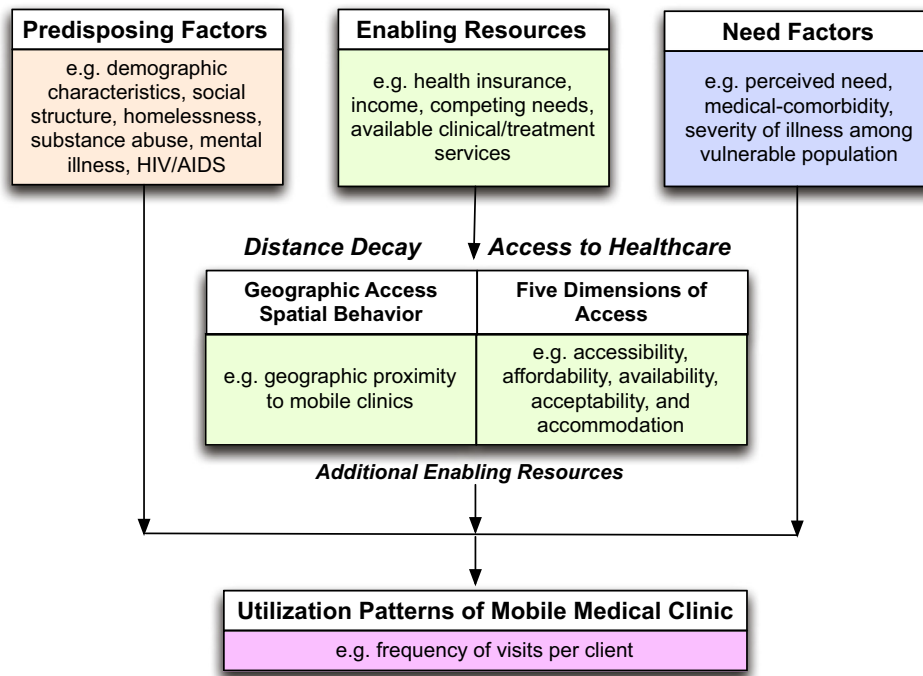 Predisposing Factors
e.g. demographic
characteristics, social
structure, homelessness,
substance abuse, mental
illness, HIV/AIDS
Enabling Resources
e.g. health insurance,
income, competing needs,
available clinical/treatment
services
Need Factors
e.g. perceived need,
medical-comorbidity,
severity of illness among
vulnerable population
Distance Decay
Access to Healthcare
Geographic Access
Spatial Behavior
e.g. geographic proximity
to mobile clinics
Five Dimensions of
Access
e.g. accessibility,
affordability, availability,
acceptability, and
accommodation
Additional Enabling Resources
Utilization Patterns of Mobile Medical Clinic
e.g. frequency of visits per client